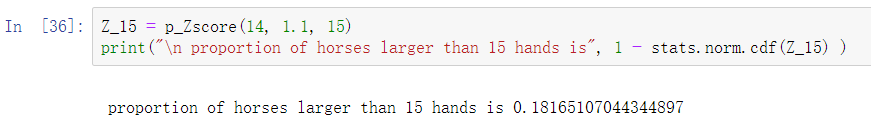 In [36]: Z_15 = p_Zscore(14, 1.1, 15)
print("\n proportion of horses larger than 15 hands is", 1 - stats.norm.cdf(Z_15) )
proportion of horses larger than 15 hands is 0.18165107044344897